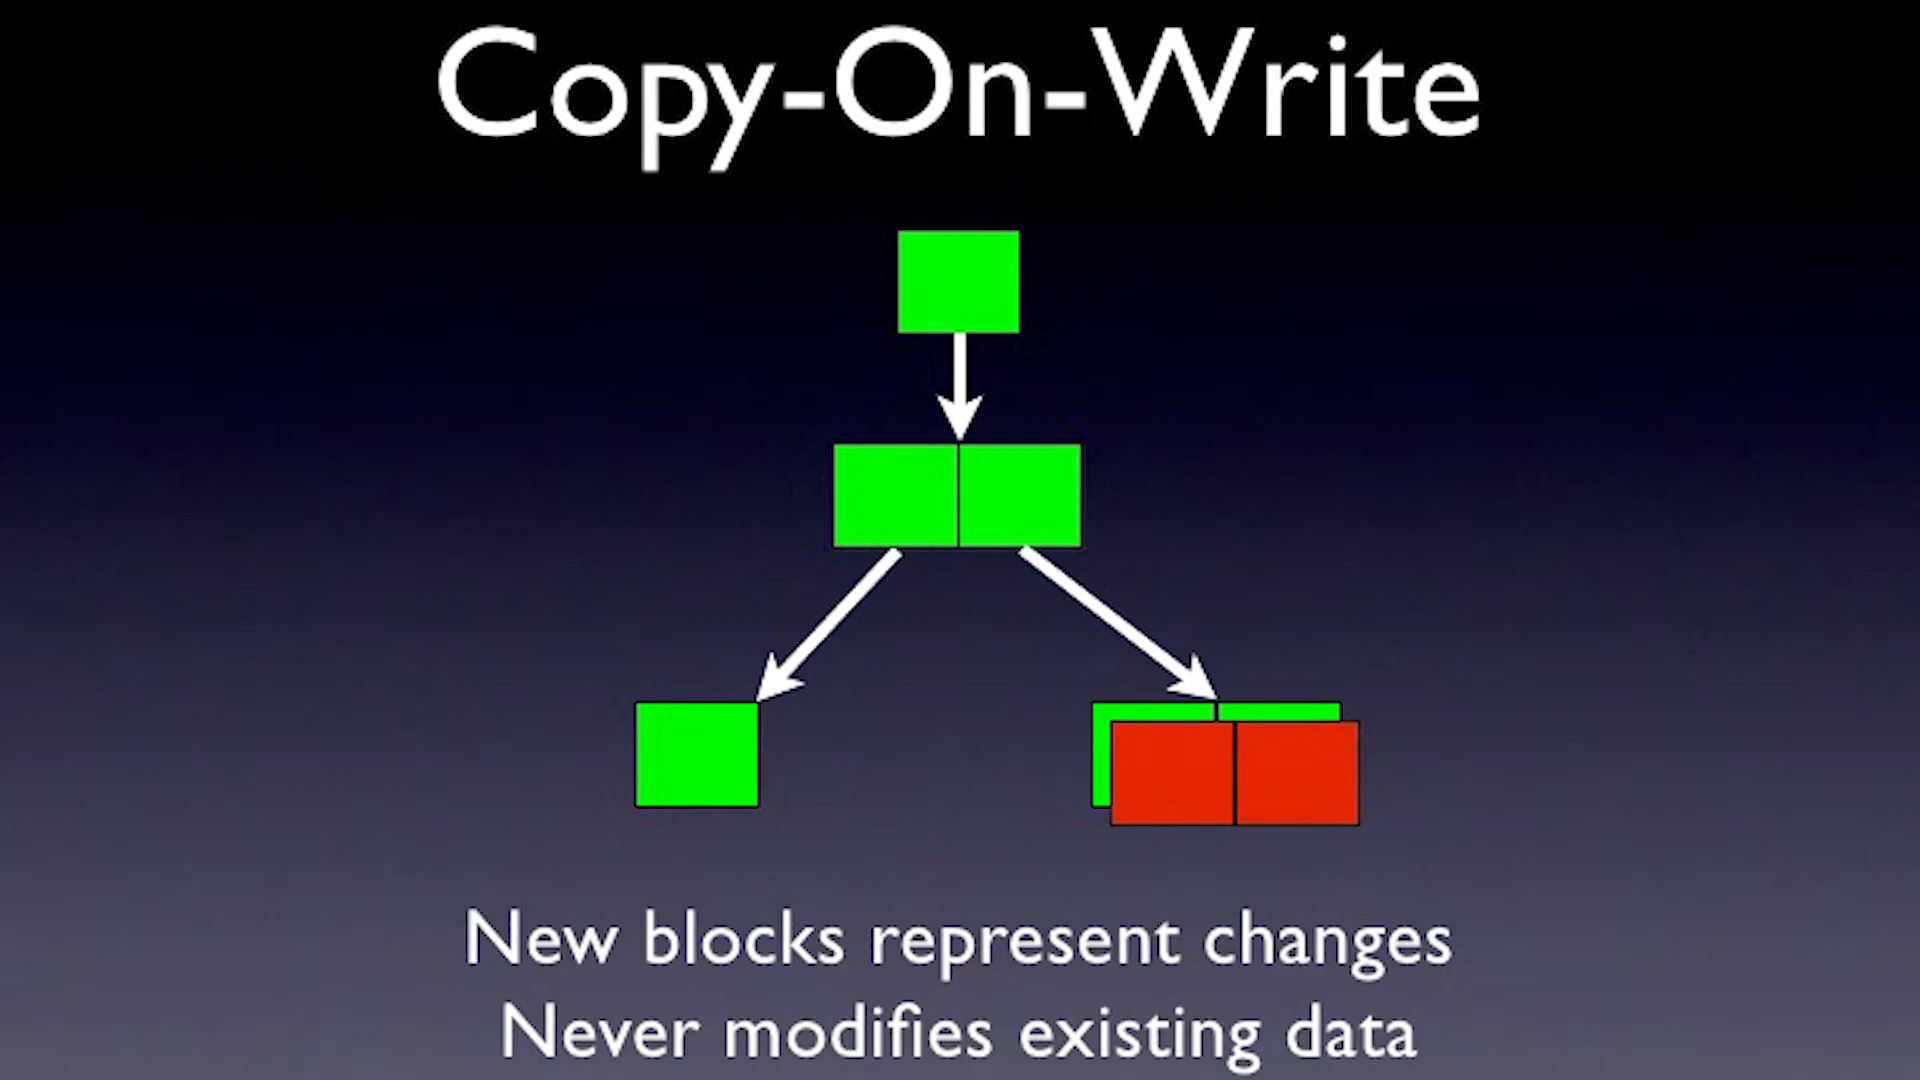 Copy-On-Write
New blocks represent changes
Never modifies existing data